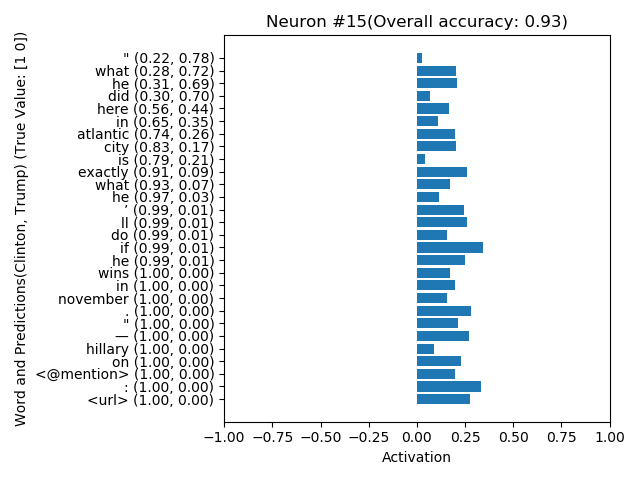 Neuron #15(Overall accuracy: 0.93)
Word and Predictions(Clinton, Trump) (True Value: [1 0])
" (0.22, 0.78)
what (0.28, 0.72)
he (0.31, 0.69)
did (0.30, 0.70)
here (0.56, 0.44)
in (0.65, 0.35)
atlantic (0.74, 0.26)
city (0.83, 0.17)
is (0.79, 0.21)
exactly (0.91, 0.09)
what (0.93, 0.07)
he (0.97, 0.03)
’ (0.99, 0.01)
ll (0.99, 0.01)
do (0.99, 0.01)
if (0.99, 0.01)
he (0.99, 0.01)
wins (1.00, 0.00)
in (1.00, 0.00)
november (1.00, 0.00)
. (1.00, 0.00)
" (1.00, 0.00)
— (1.00, 0.00)
hillary (1.00, 0.00)
on (1.00, 0.00)
<@mention> (1.00, 0.00)
: (1.00, 0.00)
<url> (1.00, 0.00)
−1.00 −0.75 −0.50 −0.25 0.00 0.25 0.50 0.75 1.00
Activation